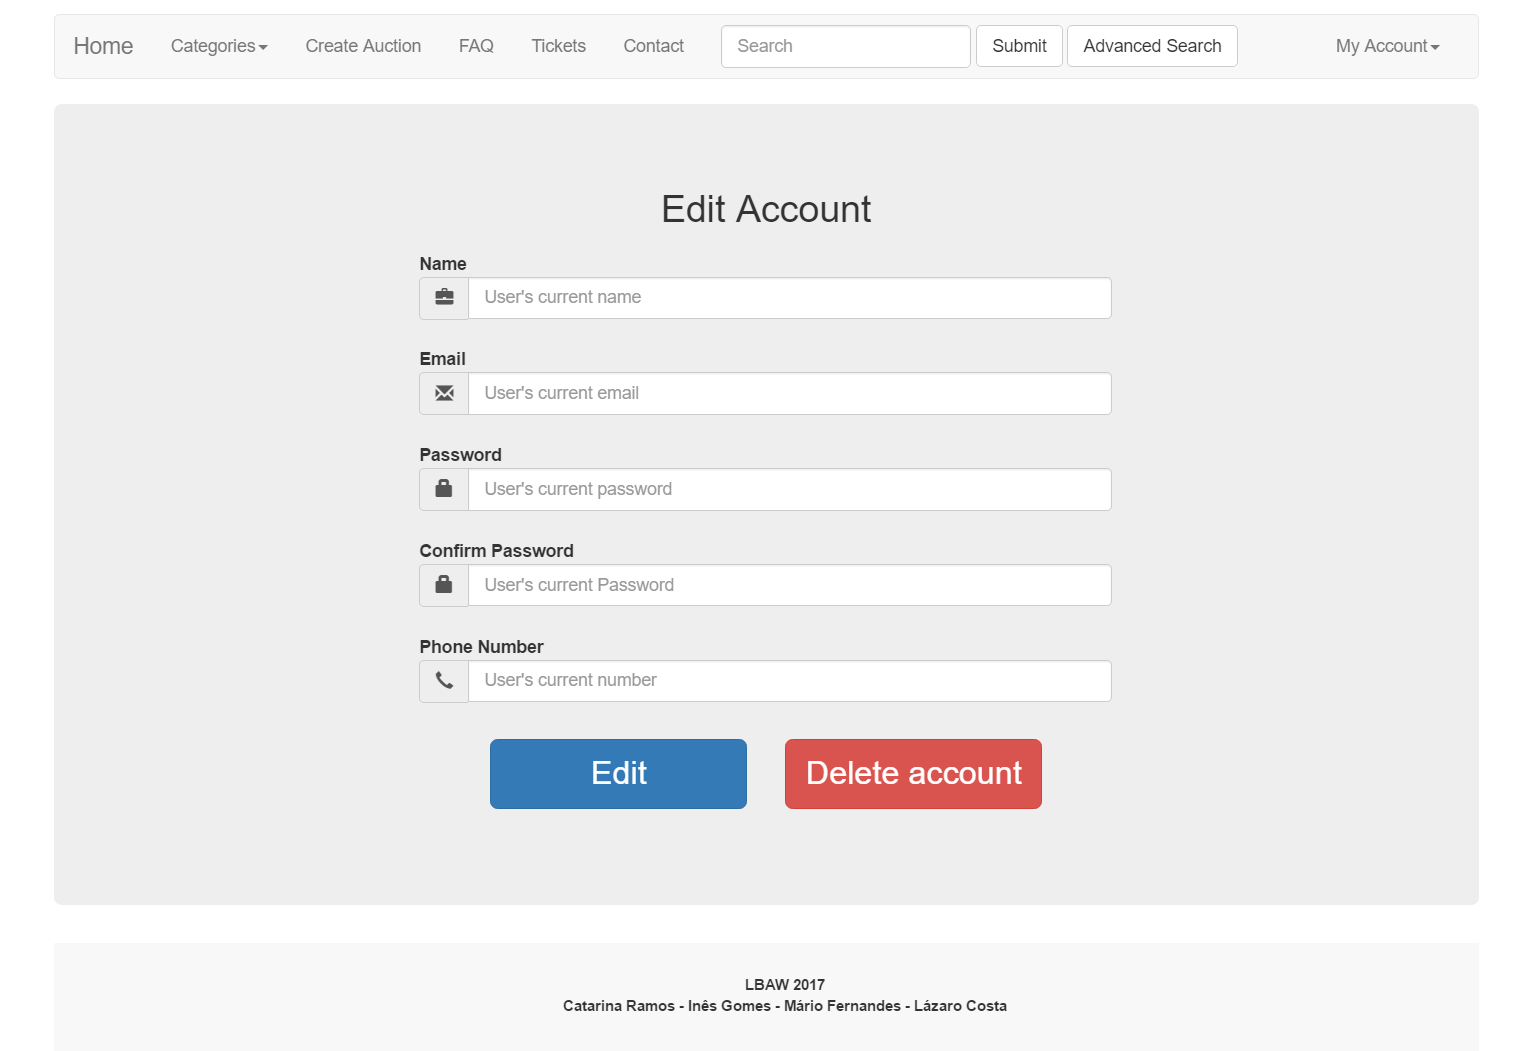 Home Categories Create Auction FAQ Tickets Contact Search Submit Advanced Search My Account
Edit Account
Name
User's current name
Email
User's current email
Password
User's current password
Confirm Password
User's current Password
Phone Number
User's current number
Edit Delete account
LBAW 2017
Catarina Ramos - Inês Gomes - Mário Fernandes - Lázaro Costa